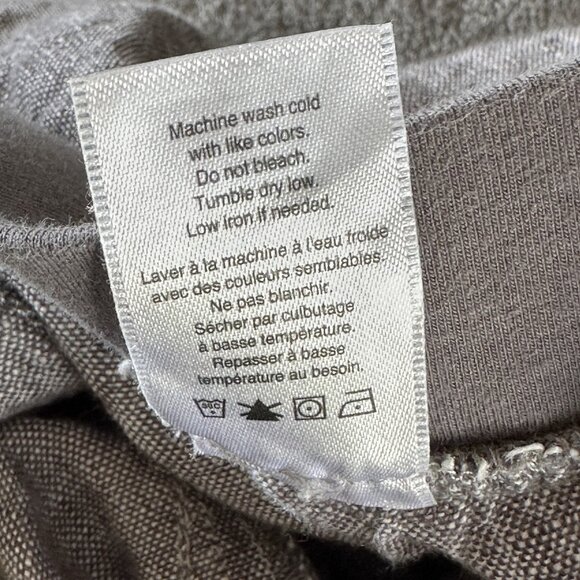 Machine wash cold
with like colors.
Do not bleach.
Tumble dry low.
Low iron if needed.
Laver à la machine à l'eau froide
avec des couleurs semblables.
Ne pas blanchir.
Sécher par culbutage
à basse température.
Repasser à basse
température au besoin.